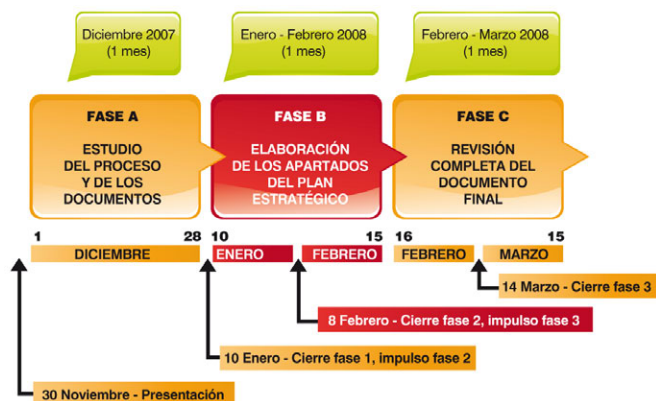 Diciembre 2007
(1 mes)
Enero - Febrero 2008
(1 mes)
Febrero - Marzo 2008
(1 mes)
FASE A
ESTUDIO
DEL PROCESO
Y DE LOS
DOCUMENTOS
FASE B
ELABORACIÓN
DE LOS APARTADOS
DEL PLAN
ESTRATÉGICO
FASE C
REVISIÓN
COMPLETA DEL
DOCUMENTO
FINAL
1 28 10 15 16 15
DICIEMBRE ENERO FEBRERO FEBRERO MARZO
14 Marzo - Cierre fase 3
8 Febrero - Cierre fase 2, impulso fase 3
10 Enero - Cierre fase 1, impulso fase 2
30 Noviembre - Presentación